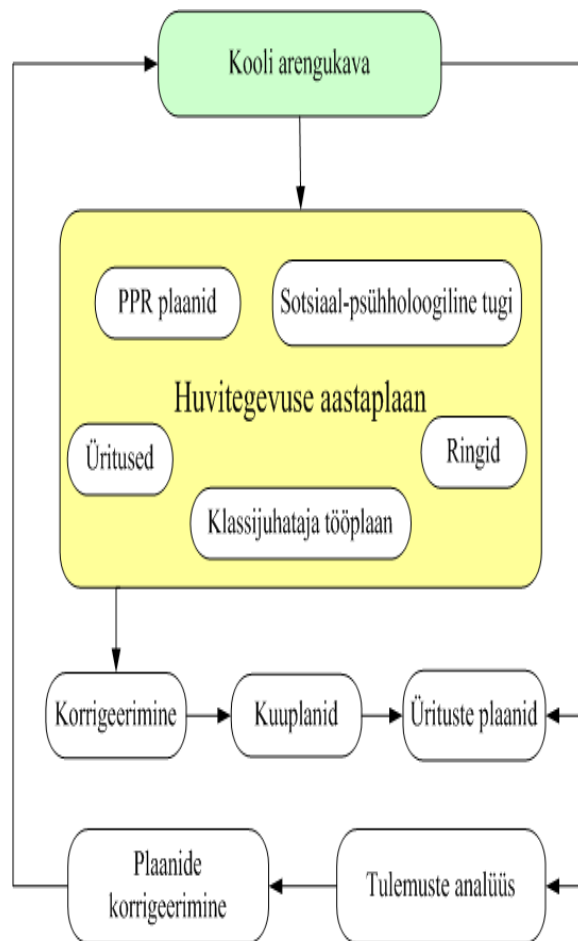 Kooli arengukava
PPR plaanid
Sotsiaal-psühholoogiline tugi
Huvitegevuse aastaplaan
Üritused
Ringid
Klassijuhataja tööplaan
Korrigeerimine
Kuuplanid
Ürituste plaanid
Plaanide
korrigeerimine
Tulemuste analüüs